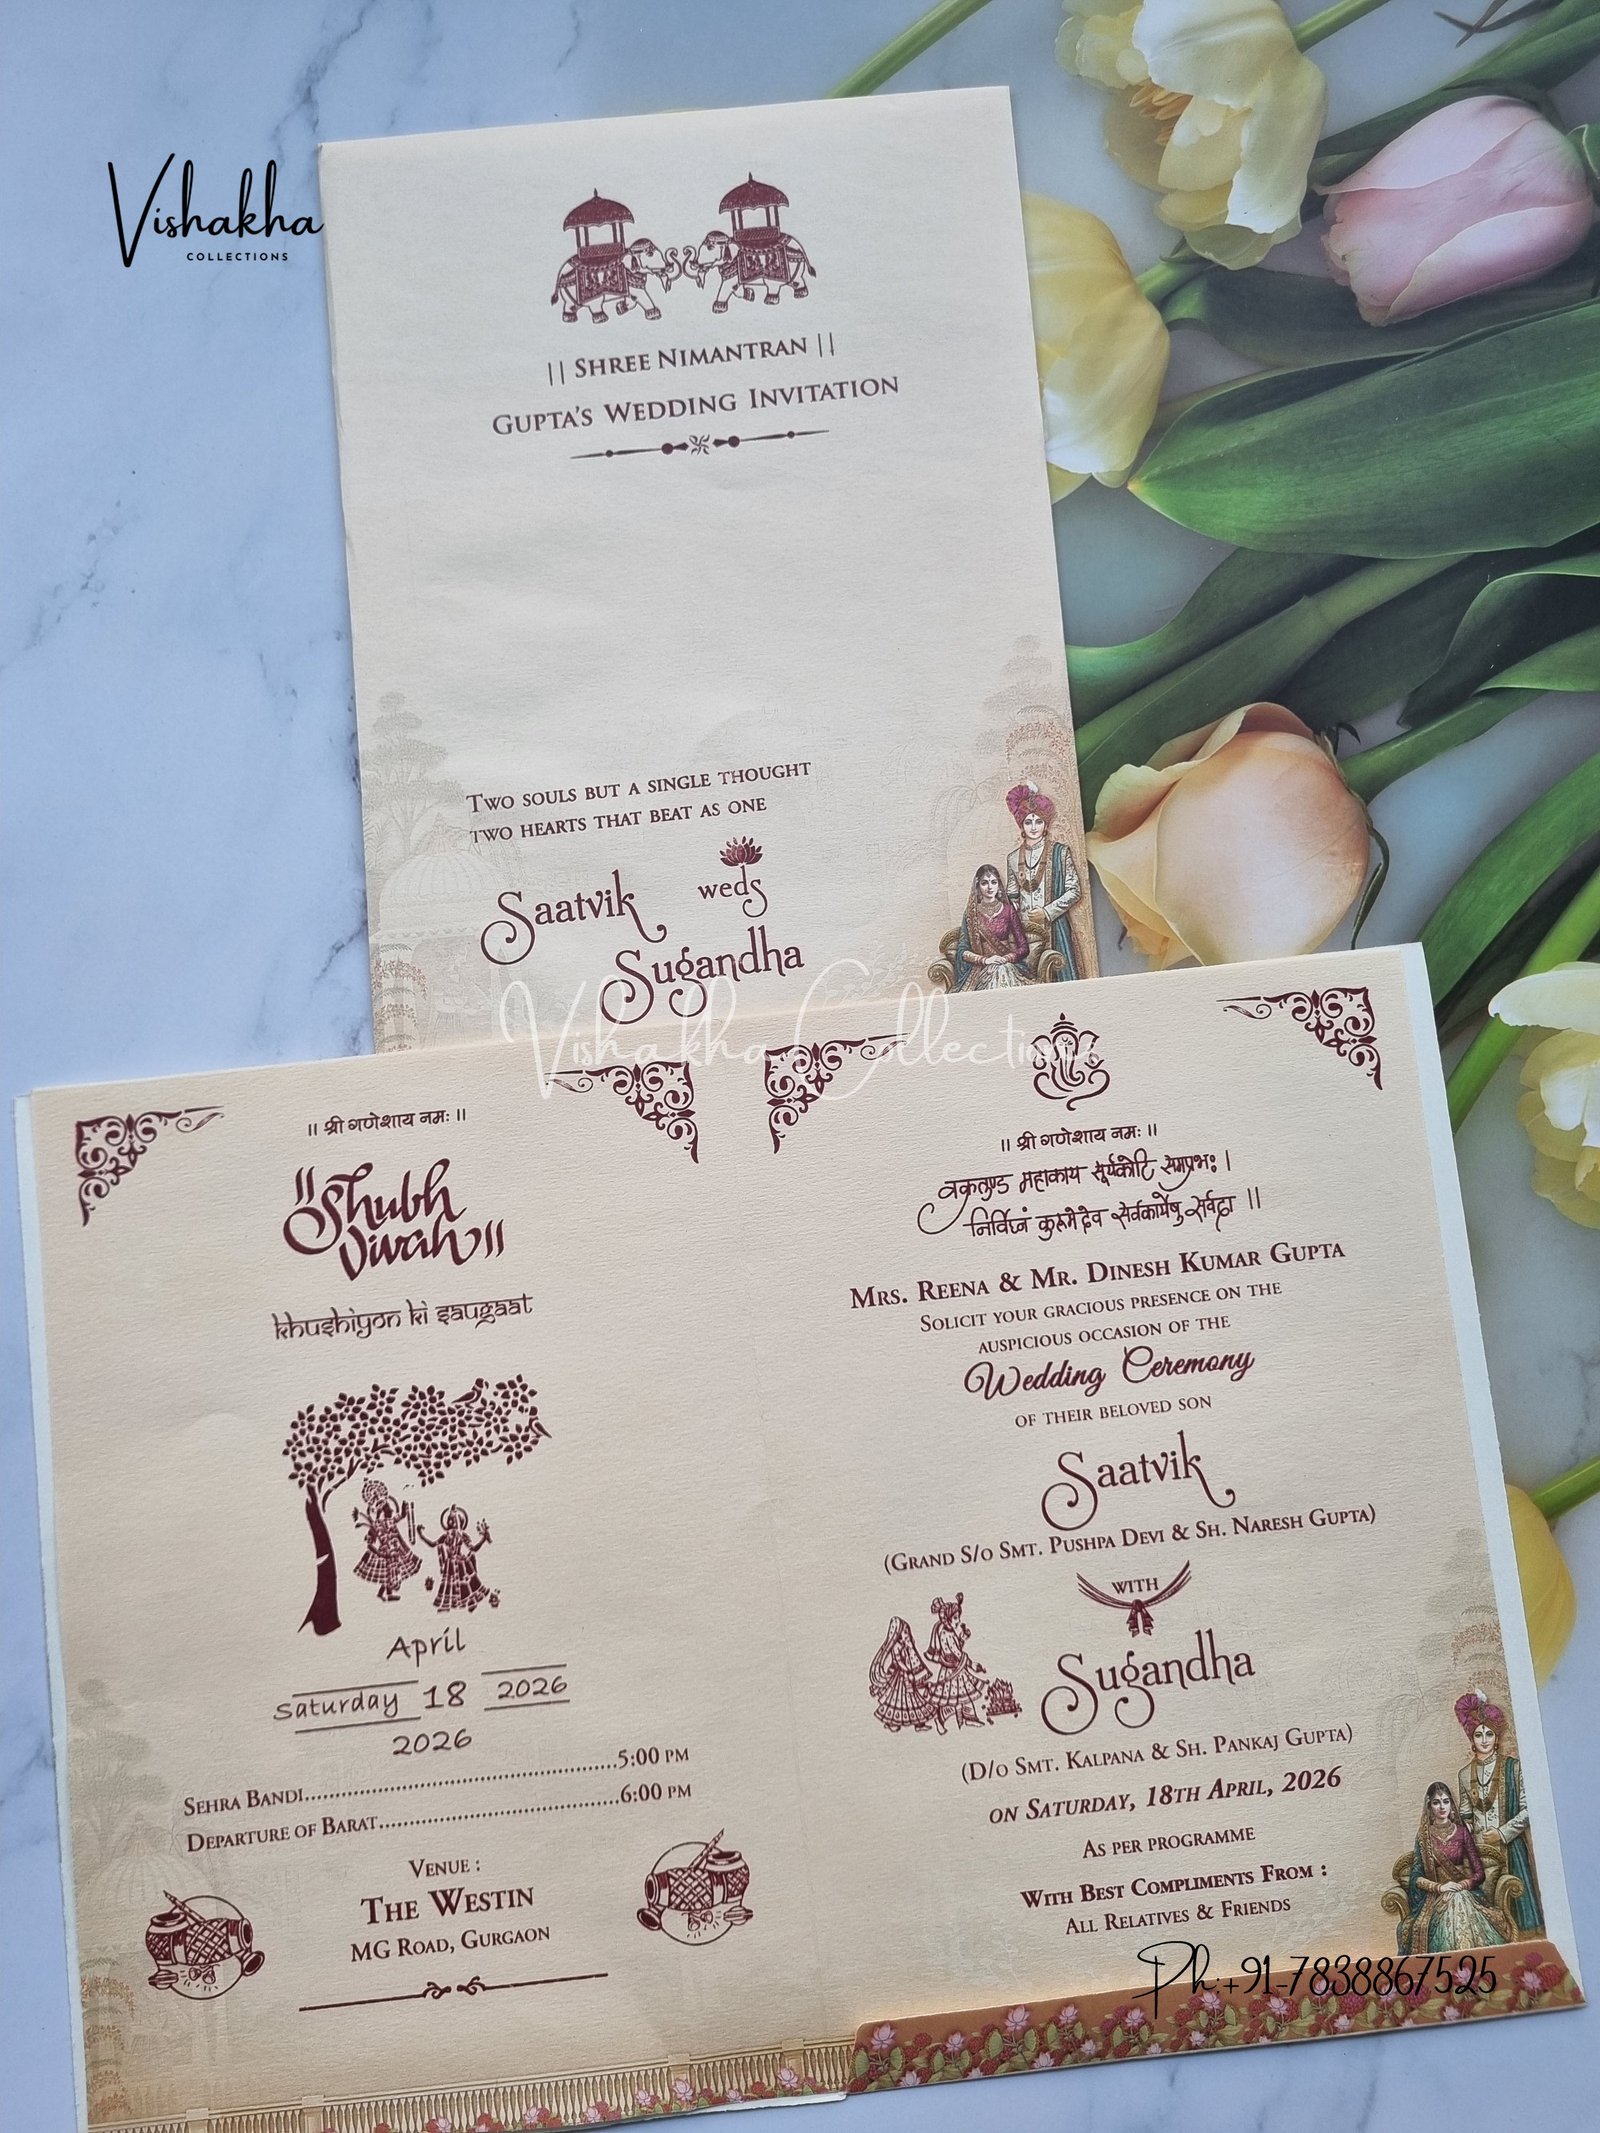 Vishakha
COLLECTIONS
|| SHREE NIMANTRAN ||
GUPTA'S WEDDING INVITATION
TWO SOULS BUT A SINGLE THOUGHT
TWO HEARTS THAT BEAT AS ONE
Saatvik weds
Sugandha
Vishakha Collections
॥ श्री गणेशाय नमः ॥
॥Shubh
Vivah॥
khushiyon ki saugaat
April
Saturday 18 2026
2026
SEHRA BANDI..........5:00 PM
DEPARTURE OF BARAT..........6:00 PM
VENUE :
THE WESTIN
MG ROAD, GURGAON
॥ श्री गणेशाय नमः ॥
वक्रतुण्ड महाकाय सूर्यकोटि समप्रभः ।
निर्विघ्नं कुरूमेदेव सर्वकार्येषु सर्वदा ॥
MRS. REENA & MR. DINESH KUMAR GUPTA
SOLICIT YOUR GRACIOUS PRESENCE ON THE
AUSPICIOUS OCCASION OF THE
Wedding Ceremony
OF THEIR BELOVED SON
Saatvik
(GRAND S/O SMT. PUSHPA DEVI & SH. NARESH GUPTA)
WITH
Sugandha
(D/O SMT. KALPANA & SH. PANKAJ GUPTA)
ON SATURDAY, 18TH APRIL, 2026
AS PER PROGRAMME
WITH BEST COMPLIMENTS FROM :
ALL RELATIVES & FRIENDS
Ph:+91-7838867525